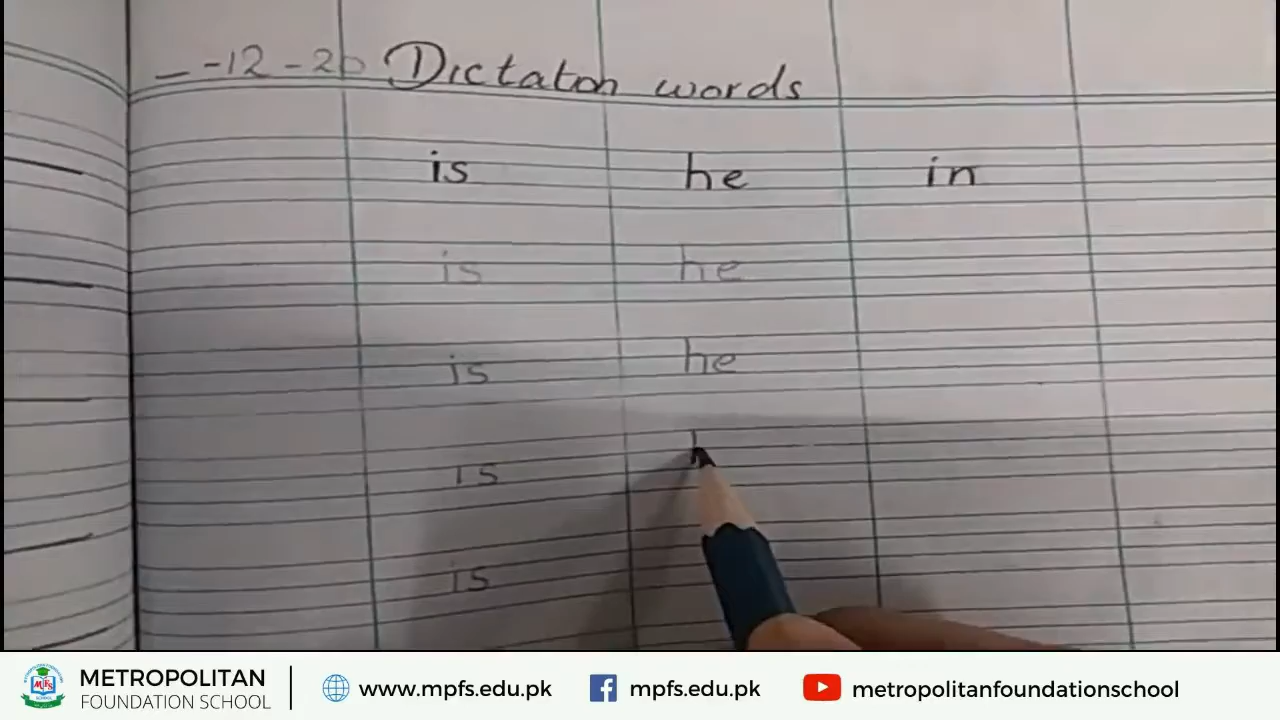 _ -12 -20 Dictaton words
is he in
is he
is he
is
is
METROPOLITAN
FOUNDATION SCHOOL
www.mpfs.edu.pk
mpfs.edu.pk
metropolitanfoundationschool